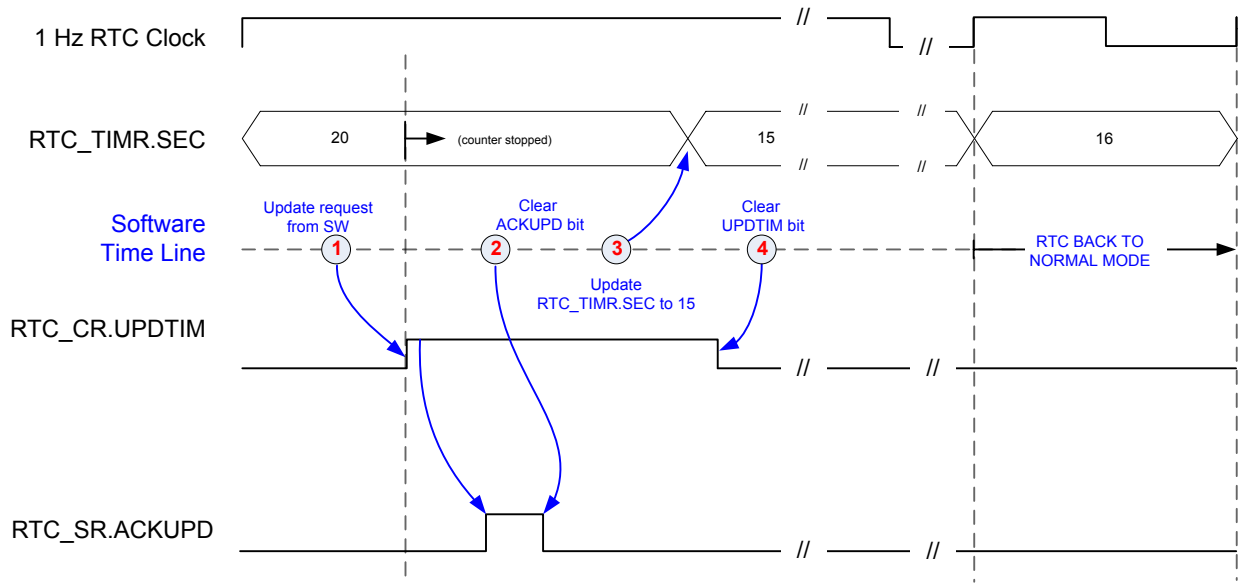 1 Hz RTC Clock
//
//
RTC_TIMR.SEC
20
(counter stopped)
//
15
//
//
//
16
Software
Time Line
Update request
from SW
1
Clear
ACKUPD bit
2
3
Update
RTC_TIMR.SEC to 15
Clear
UPDTIM bit
4
RTC BACK TO
NORMAL MODE
RTC_CR.UPDTIM
//
//
RTC_SR.ACKUPD
//
//